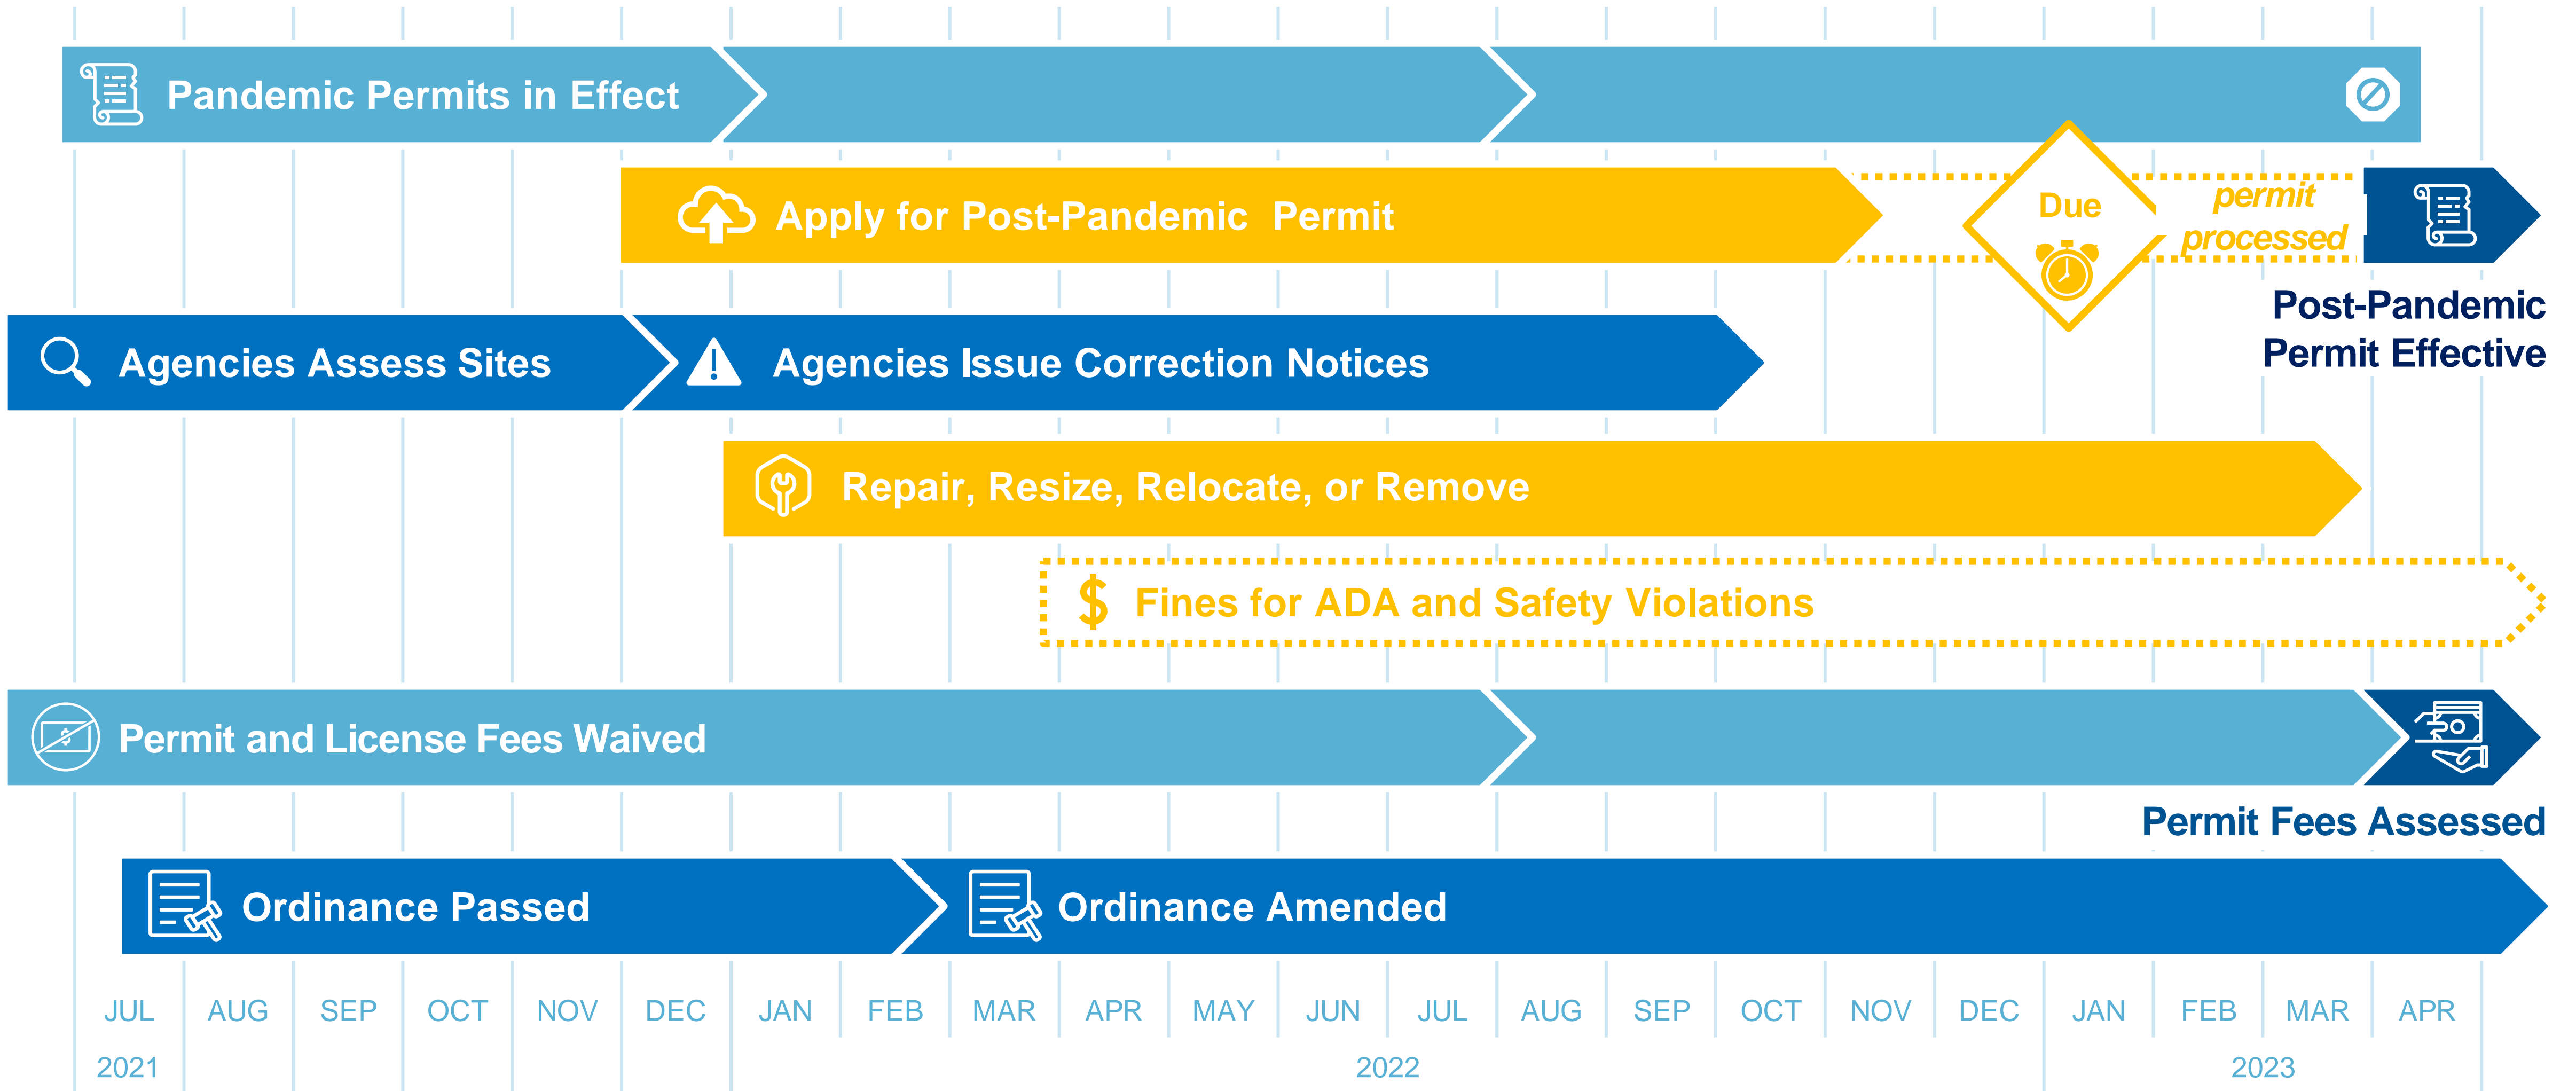 Pandemic Permits in Effect
Apply for Post-Pandemic  Permit
Due
permit
processed
Post-Pandemic
Permit Effective
Agencies Assess Sites
Agencies Issue Correction Notices
Repair, Resize, Relocate, or Remove
$ Fines for ADA and Safety Violations
$
Permit and License Fees Waived
Permit Fees Assessed
Ordinance Passed
Ordinance Amended
JUL AUG SEP OCT NOV DEC JAN FEB MAR APR MAY JUN JUL AUG SEP OCT NOV DEC JAN FEB MAR APR
2021 2022 2023